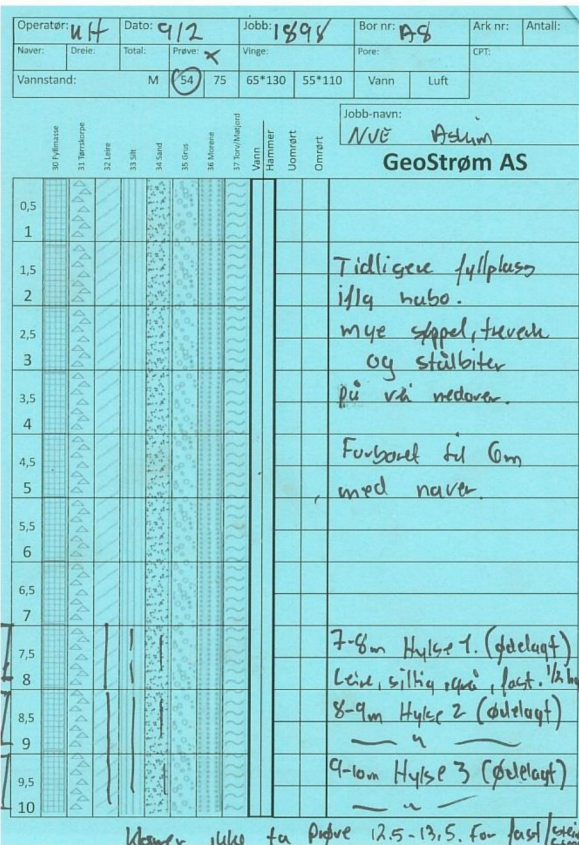 Operatør: UH Dato: 9/2 Jobb: 1898 Bor nr: A8 Ark nr: Antall:
Naver: Dreie: Total: Prøve: x Vinge: Pore: CPT:
Vannstand: M 54 75 65*130 55*110 Vann Luft
Jobb-navn:
NVE Askim
GeoStrøm AS
30 Fyllmasse 31 Tørrskorpe 32 Leire 33 Silt 34 Sand 35 Grus 36 Morene 37 Torv/Matjord Vann Hammer Uomrørt Omrørt
0,5
1
1,5
Tidligere fyllplass
2
iflg nabo.
2,5
mye søppel, treverk
3
og stålbiter
3,5
på vei nedover.
4
4,5
Forboret til 6m
5
med naver.
5,5
6
6,5
7
7-8m Hylse 1. (ødelagt)
7,5
Leire, siltig, grå, fast. 1/2
8
8-9m Hylse 2 (ødelagt)
8,5
— " —
9
9-10m Hylse 3 (ødelagt)
9,5
— " —
10
ikke ta Prøve 12.5-13,5. For fast/